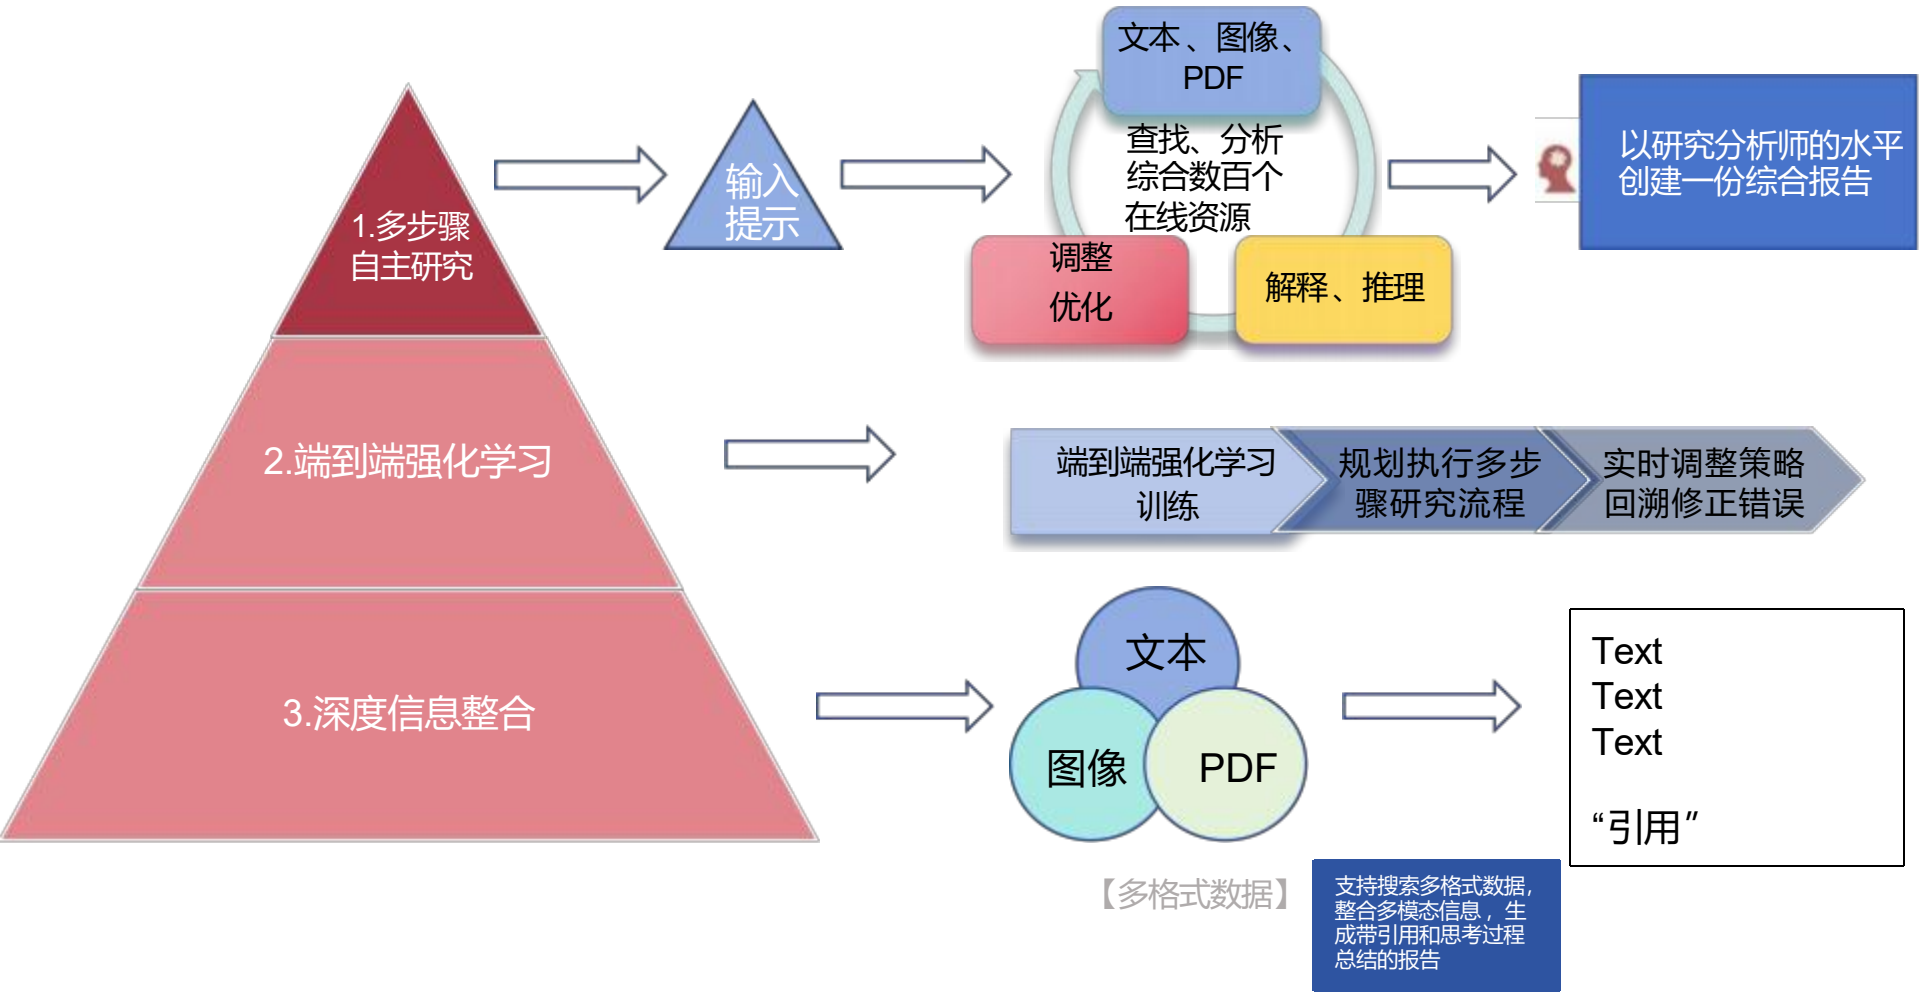 1.多步骤
自主研究
输入
提示
文本、图像、
PDF
查找、分析
综合数百个
在线资源
调整
优化
解释、推理
以研究分析师的水平
创建一份综合报告
2.端到端强化学习
端到端强化学习
训练
规划执行多步
骤研究流程
实时调整策略
回溯修正错误
3.深度信息整合
文本
图像
PDF
【多格式数据】
Text
Text
Text
“引用”
支持搜索多格式数据,
整合多模态信息，生
成带引用和思考过程
总结的报告